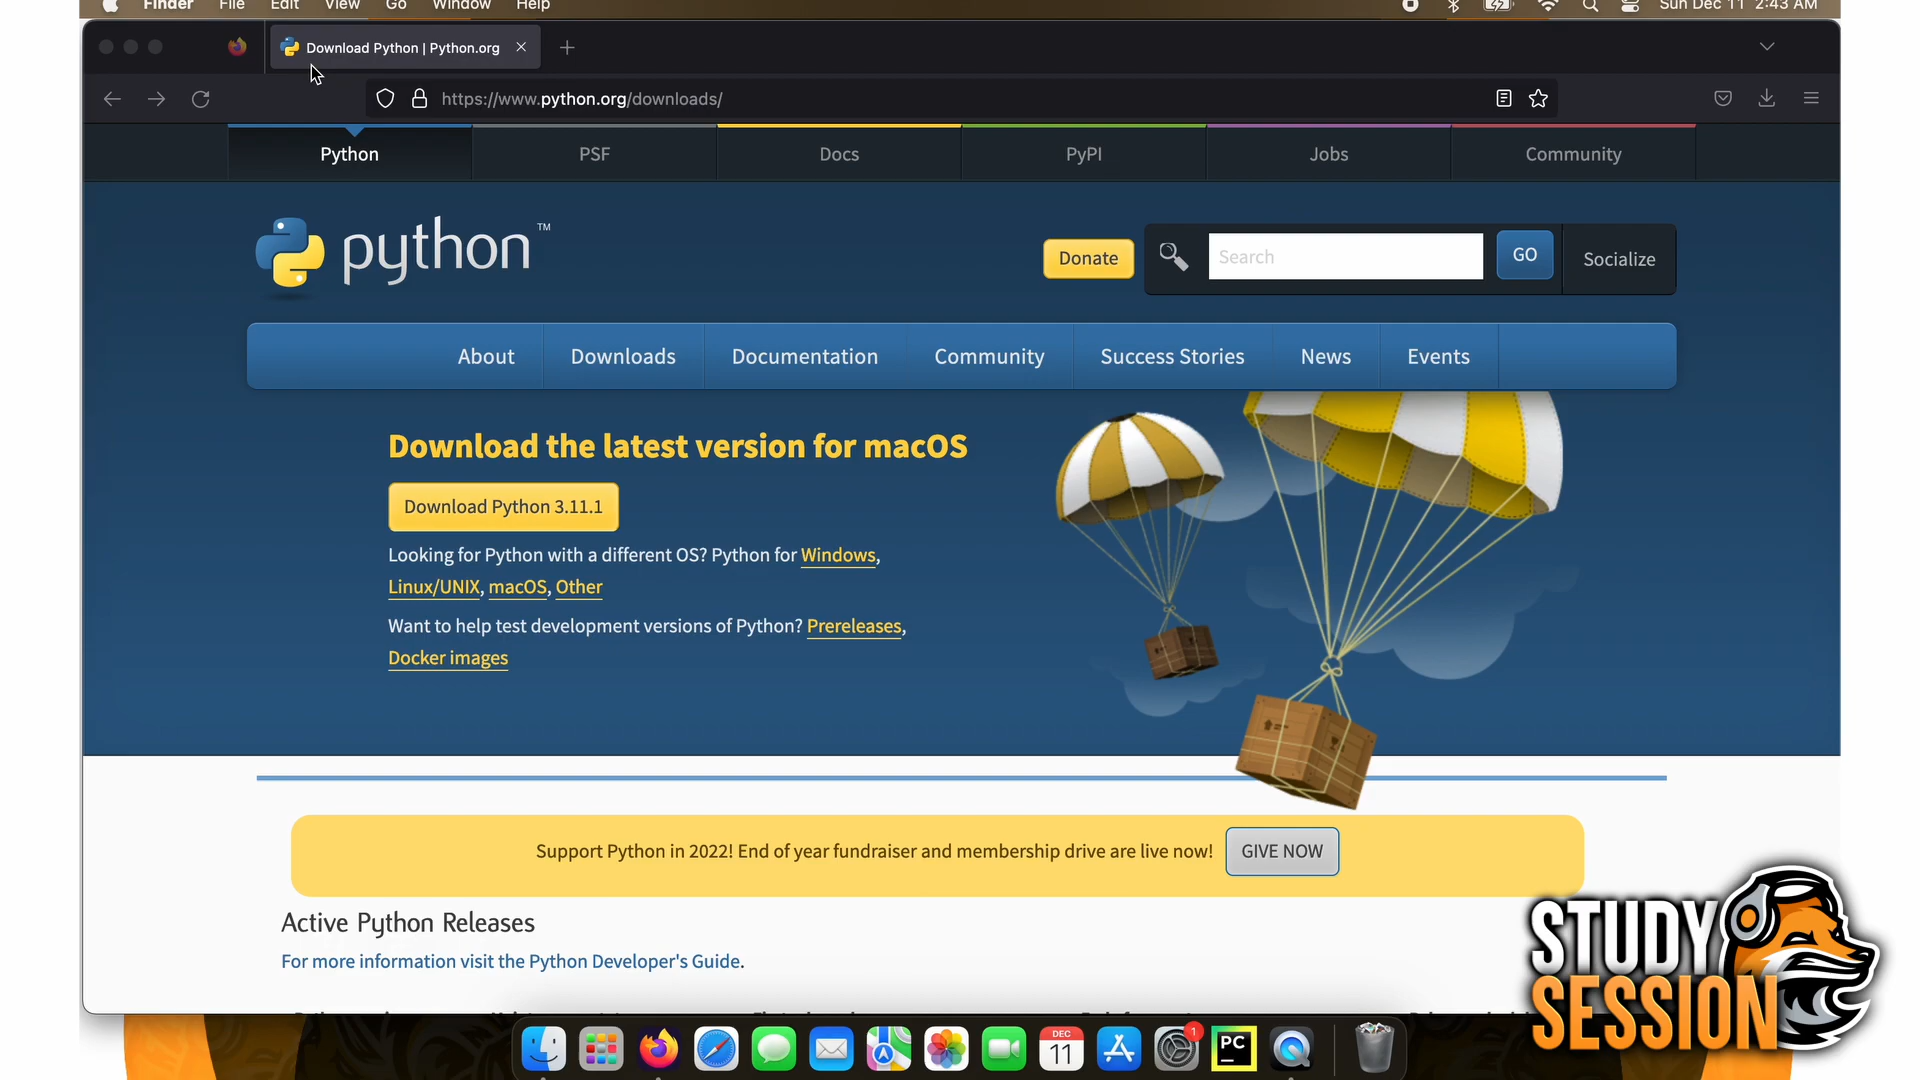 Finder File Edit View Go Window Help
Sun Dec 11 2:43 AM
Download Python | Python.org
https://www.python.org/downloads/
Python PSF Docs PyPI Jobs Community
python™
Donate
Search
GO
Socialize
About Downloads Documentation Community Success Stories News Events
Download the latest version for macOS
Download Python 3.11.1
Looking for Python with a different OS? Python for Windows,
Linux/UNIX, macOS, Other
Want to help test development versions of Python? Prereleases,
Docker images
Support Python in 2022! End of year fundraiser and membership drive are live now! GIVE NOW
Active Python Releases
For more information visit the Python Developer's Guide.
STUDY
SESSION
DEC
11
1
PC